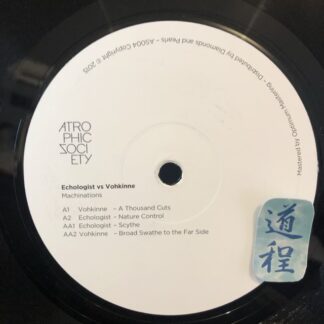 Mastered by Optimum Mastering - Distributed by Diamonds and Pearls - ASO04 Copyright © 2015
ATRO
PHIC
SOCI
ETY
Echologist vs Vohkinne
Machinations
A1 Vohkinne - A Thousand Cuts
A2 Echologist - Nature Control
AA1 Echologist - Scythe
AA2 Vohkinne - Broad Swathe to the Far Side
道程